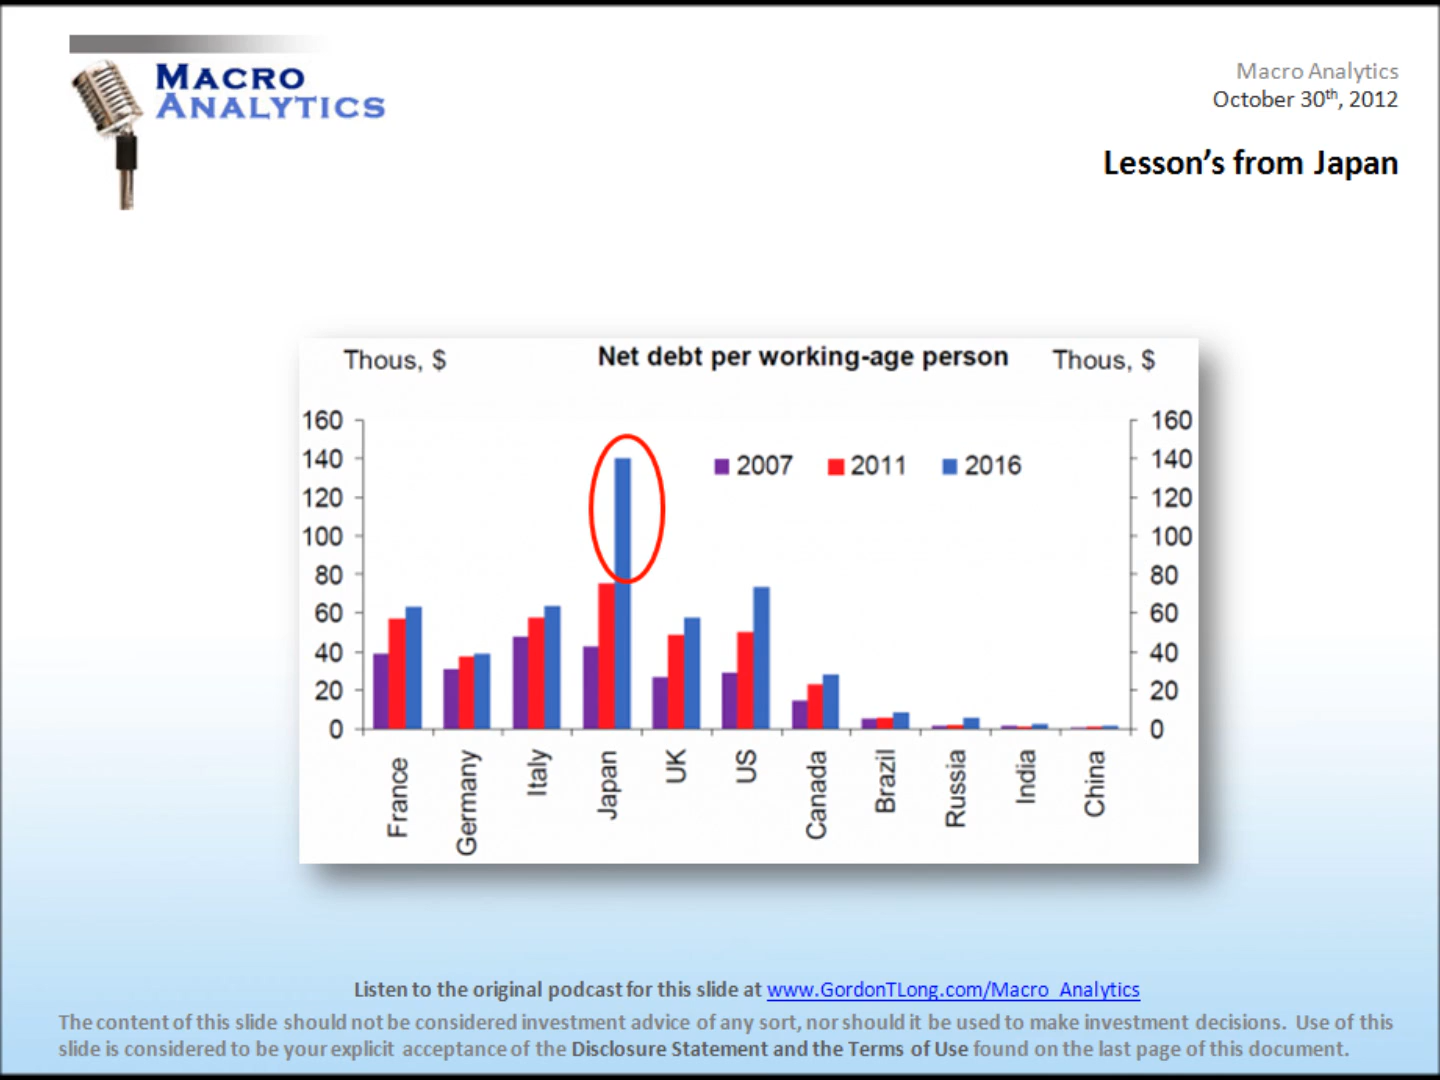 MACRO
ANALYTICS
Macro Analytics
October 30th, 2012
Lesson's from Japan
Thous, $ Net debt per working-age person Thous, $
160 160
140 2007 2011 2016 140
120 120
100 100
80 80
60 60
40 40
20 20
0 0
France Germany Italy Japan UK US Canada Brazil Russia India China
Listen to the original podcast for this slide at www.GordonTLong.com/Macro_Analytics
The content of this slide should not be considered investment advice of any sort, nor should it be used to make investment decisions. Use of this
slide is considered to be your explicit acceptance of the Disclosure Statement and the Terms of Use found on the last page of this document.